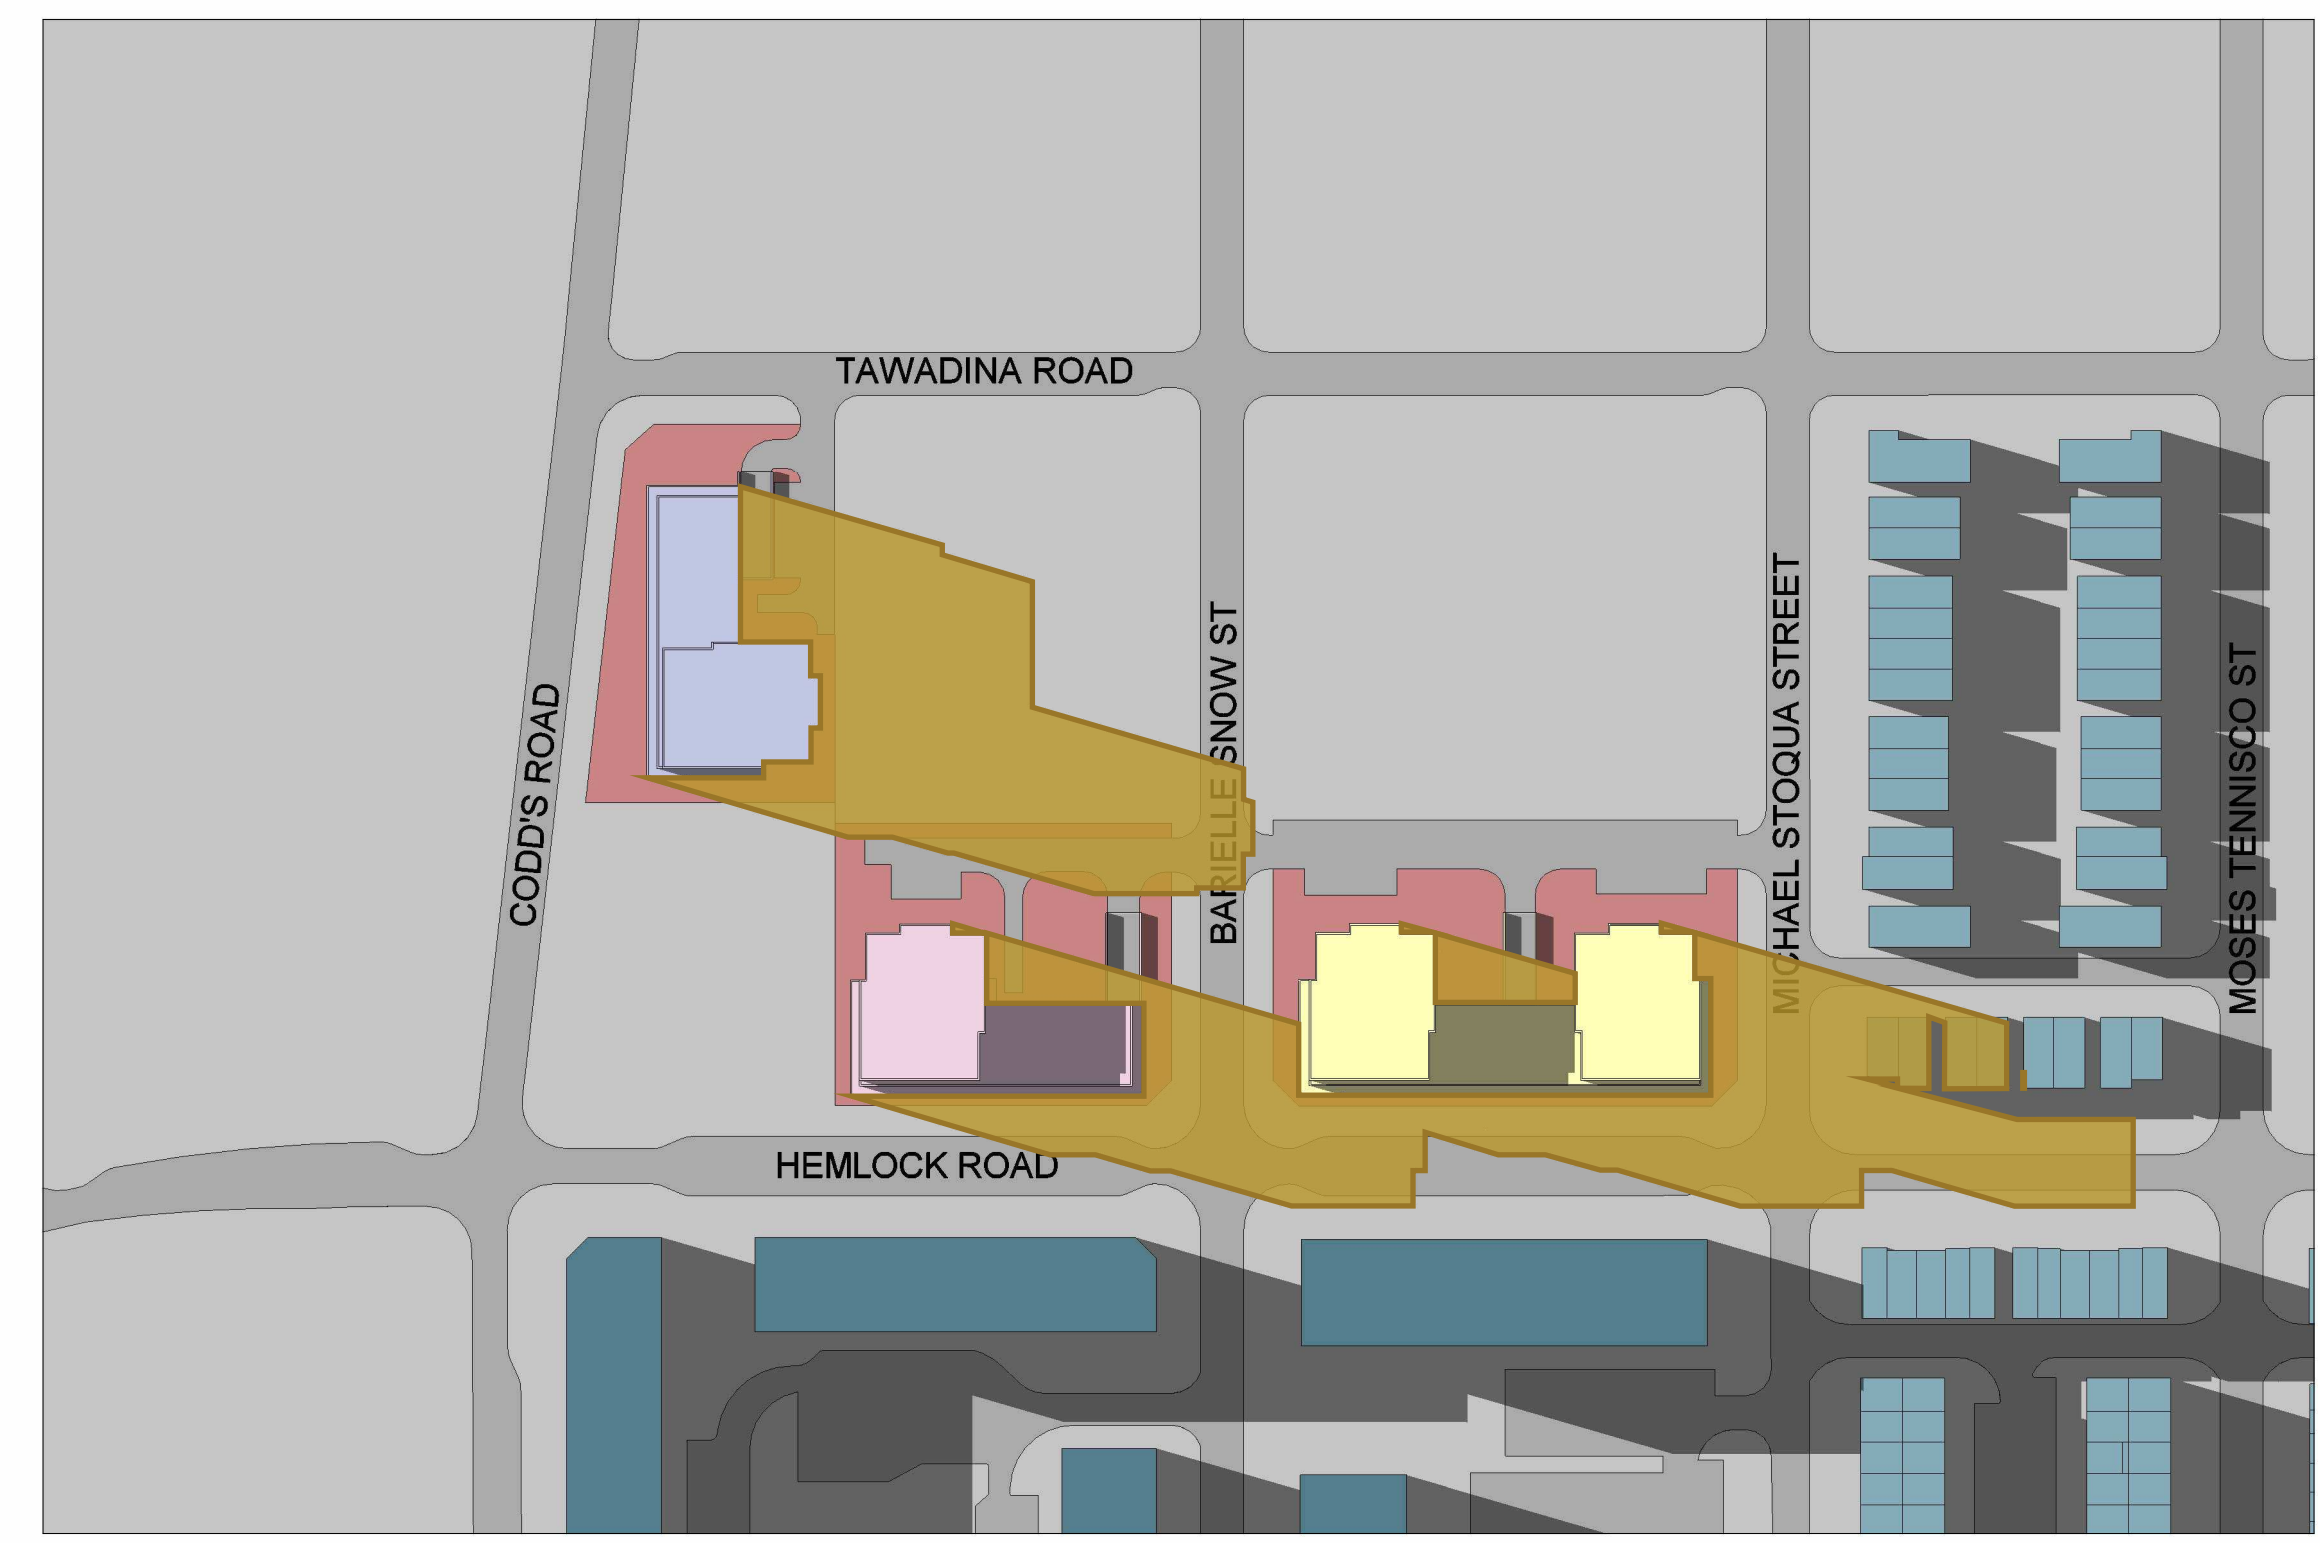 TAWADINA ROAD
CODD'S ROAD
BARIELLE SNOW ST
MICHAEL STOQUA STREET
MOSES TENNISCO ST
HEMLOCK ROAD